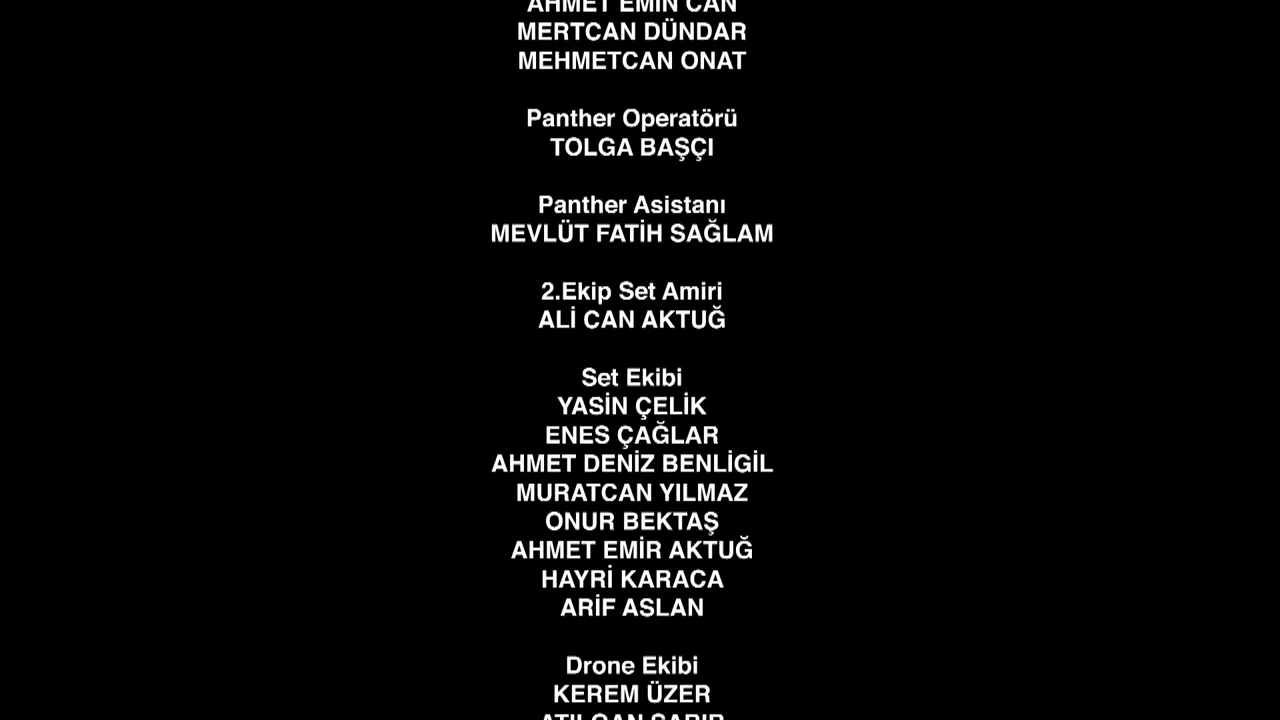 AHMET EMİN CAN
MERTCAN DÜNDAR
MEHMETCAN ONAT
Panther Operatörü
TOLGA BAŞÇI
Panther Asistanı
MEVLÜT FATİH SAĞLAM
2.Ekip Set Amiri
ALİ CAN AKTUĞ
Set Ekibi
YASİN ÇELİK
ENES ÇAĞLAR
AHMET DENİZ BENLİGİL
MURATCAN YILMAZ
ONUR BEKTAŞ
AHMET EMİR AKTUĞ
HAYRİ KARACA
ARİF ASLAN
Drone Ekibi
KEREM ÜZER